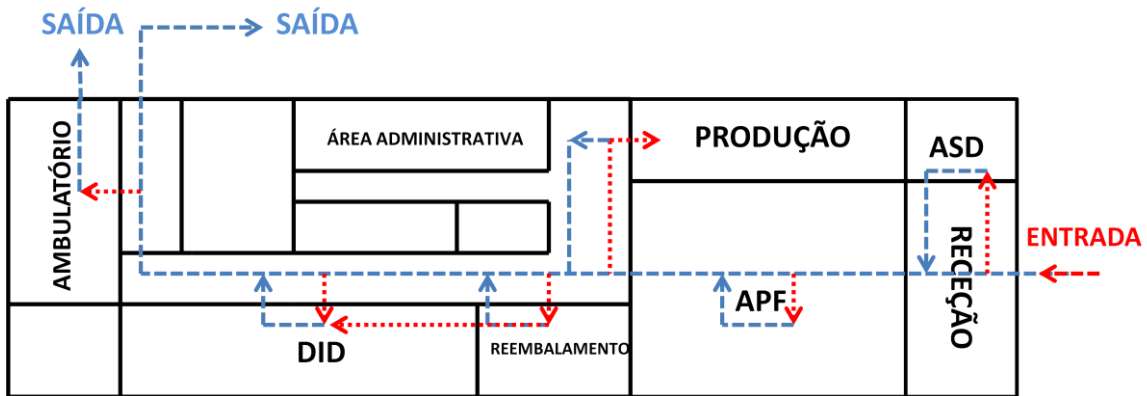 SAÍDA
SAÍDA
AMBULATÓRIO
ÁREA ADMINISTRATIVA
PRODUÇÃO
ASD
ENTRADA
RECEÇÃO
APF
DID
REEMBALAMENTO